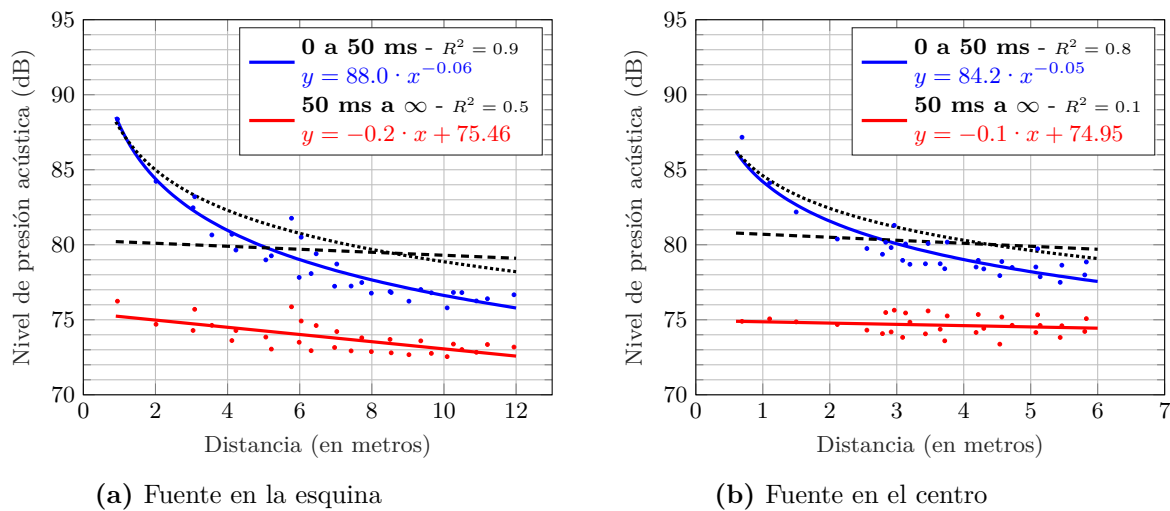 95
90
85
80
75
70
0
2
4
6
8
10
12
Nivel de presión acústica (dB)
Distancia (en metros)
0 a 50 ms - R² = 0.9
y = 88.0 · x^−0.06
50 ms a ∞ - R² = 0.5
y = −0.2 · x + 75.46
(a) Fuente en la esquina
95
90
85
80
75
70
0
1
2
3
4
5
6
7
Nivel de presión acústica (dB)
Distancia (en metros)
0 a 50 ms - R² = 0.8
y = 84.2 · x^−0.05
50 ms a ∞ - R² = 0.1
y = −0.1 · x + 74.95
(b) Fuente en el centro